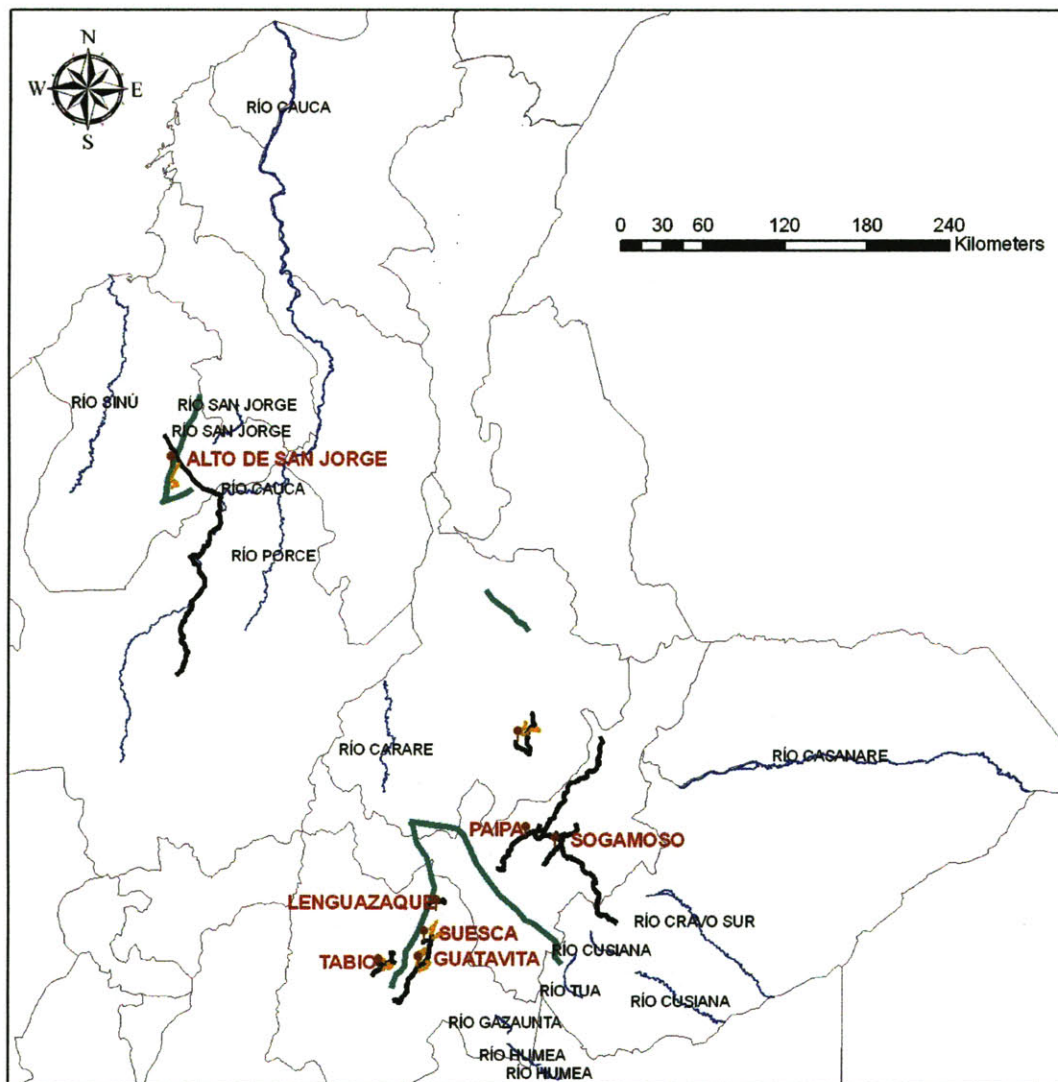 N
W E
S
RÍO CAUCA
0 30 60 120 180 240
Kilometers
RÍO SINÚ
RÍO SAN JORGE
RÍO SAN JORGE
ALTO DE SAN JORGE
RÍO CAUCA
RÍO PORCE
RÍO CARARE
RÍO CASANARE
PAIPA
SOGAMOSO
LENGUAZAQUE
RÍO CRAVO SUR
SUESCA
RÍO CUSIANA
TABIO
GUATAVITA
RÍO TUA
RÍO CUSIANA
RÍO GAZAUNTA
RÍO HUMEA
RÍO HUMEA